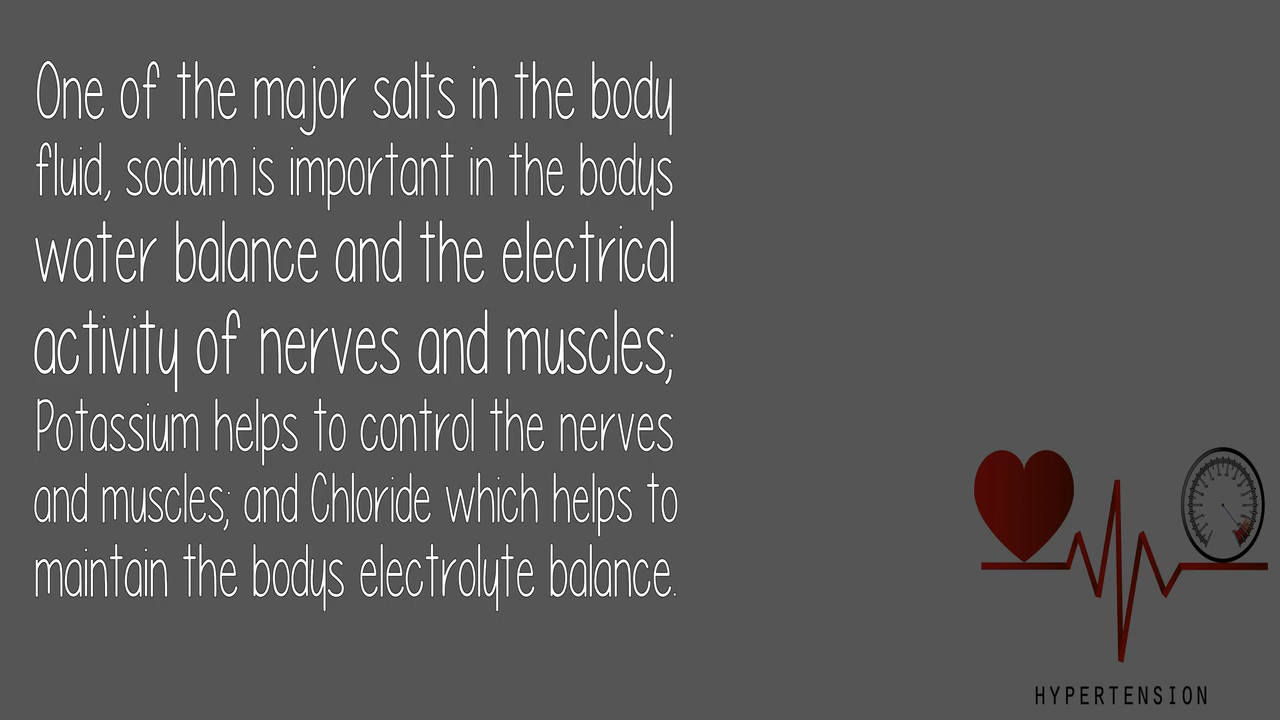 One of the major salts in the body
fluid, sodium is important in the bodys
water balance and the electrical
activity of nerves and muscles;
Potassium helps to control the nerves
and muscles; and Chloride which helps to
maintain the bodys electrolyte balance.
HYPERTENSION